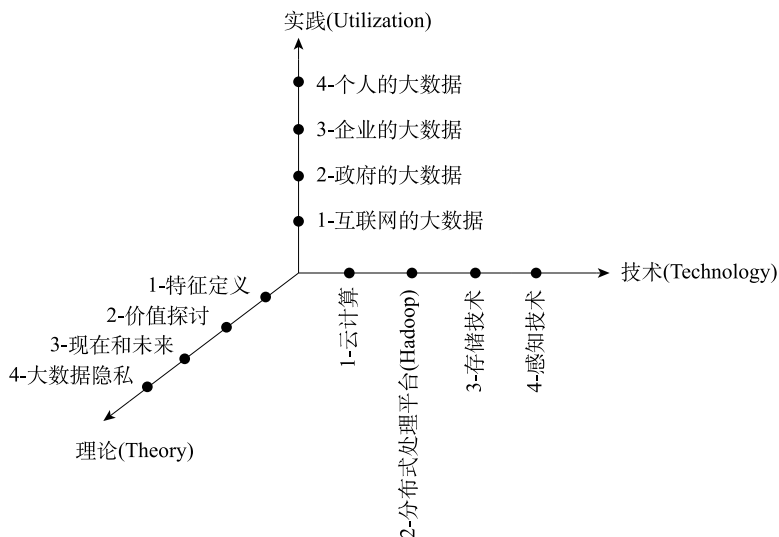 实践(Utilization)
4-个人的大数据
3-企业的大数据
2-政府的大数据
1-互联网的大数据
技术(Technology)
1-云计算
2-分布式处理平台(Hadoop)
3-存储技术
4-感知技术
1-特征定义
2-价值探讨
3-现在和未来
4-大数据隐私
理论(Theory)